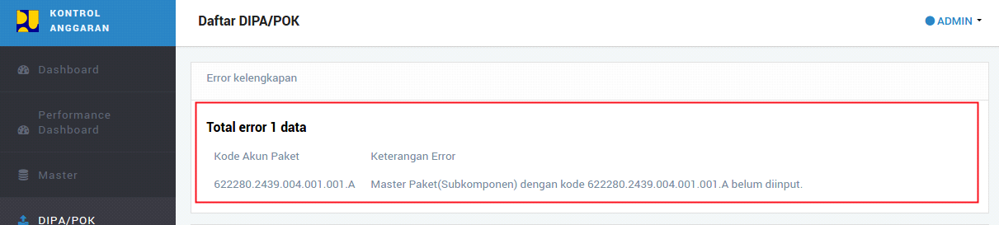 KONTROL
ANGGARAN
Daftar DIPA/POK
ADMIN
Dashboard
Performance
Dashboard
Master
DIPA/POK
Error kelengkapan
Total error 1 data
Kode Akun Paket Keterangan Error
622280.2439.004.001.001.A Master Paket(Subkomponen) dengan kode 622280.2439.004.001.001.A belum diinput.